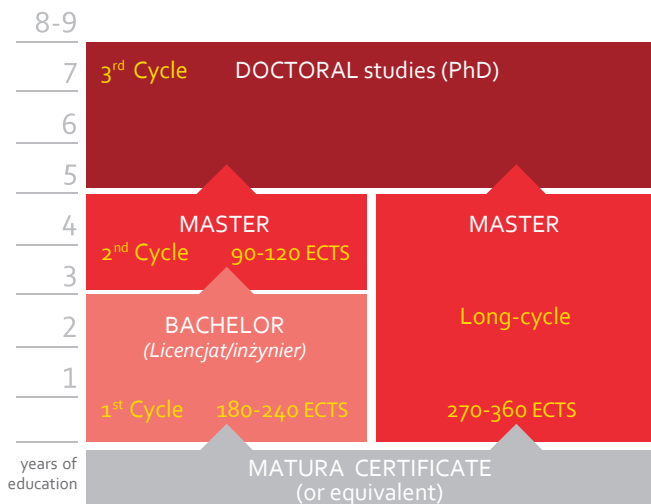 8-9
7
3rd Cycle DOCTORAL studies (PhD)
6
5
4
MASTER
MASTER
2nd Cycle 90-120 ECTS
3
Long-cycle
2
BACHELOR
(Licencjat/inżynier)
1
1st Cycle 180-240 ECTS
270-360 ECTS
years of
education
MATURA CERTIFICATE
(or equivalent)